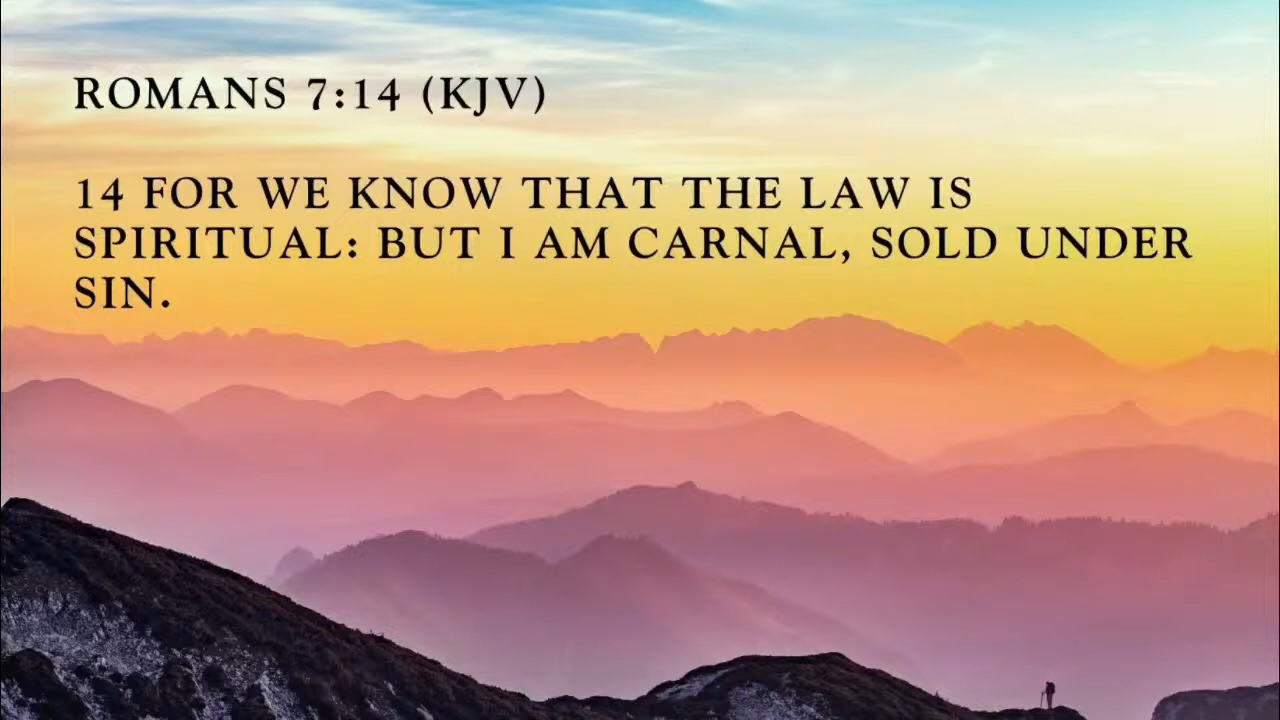 ROMANS 7:14 (KJV)
14 FOR WE KNOW THAT THE LAW IS
SPIRITUAL: BUT I AM CARNAL, SOLD UNDER
SIN.